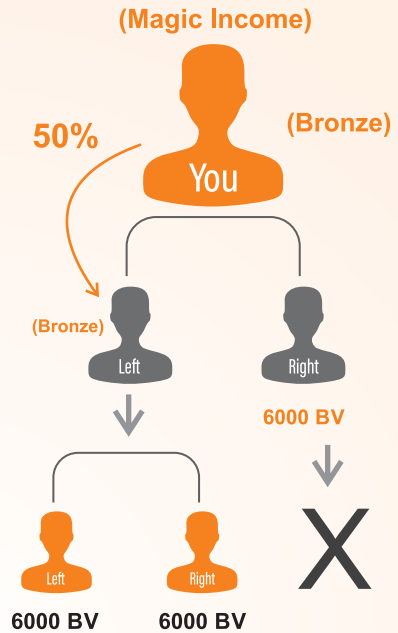 (Magic Income)
50%
(Bronze)
You
(Bronze)
Left
Right
6000 BV
X
Left
Right
6000 BV
6000 BV